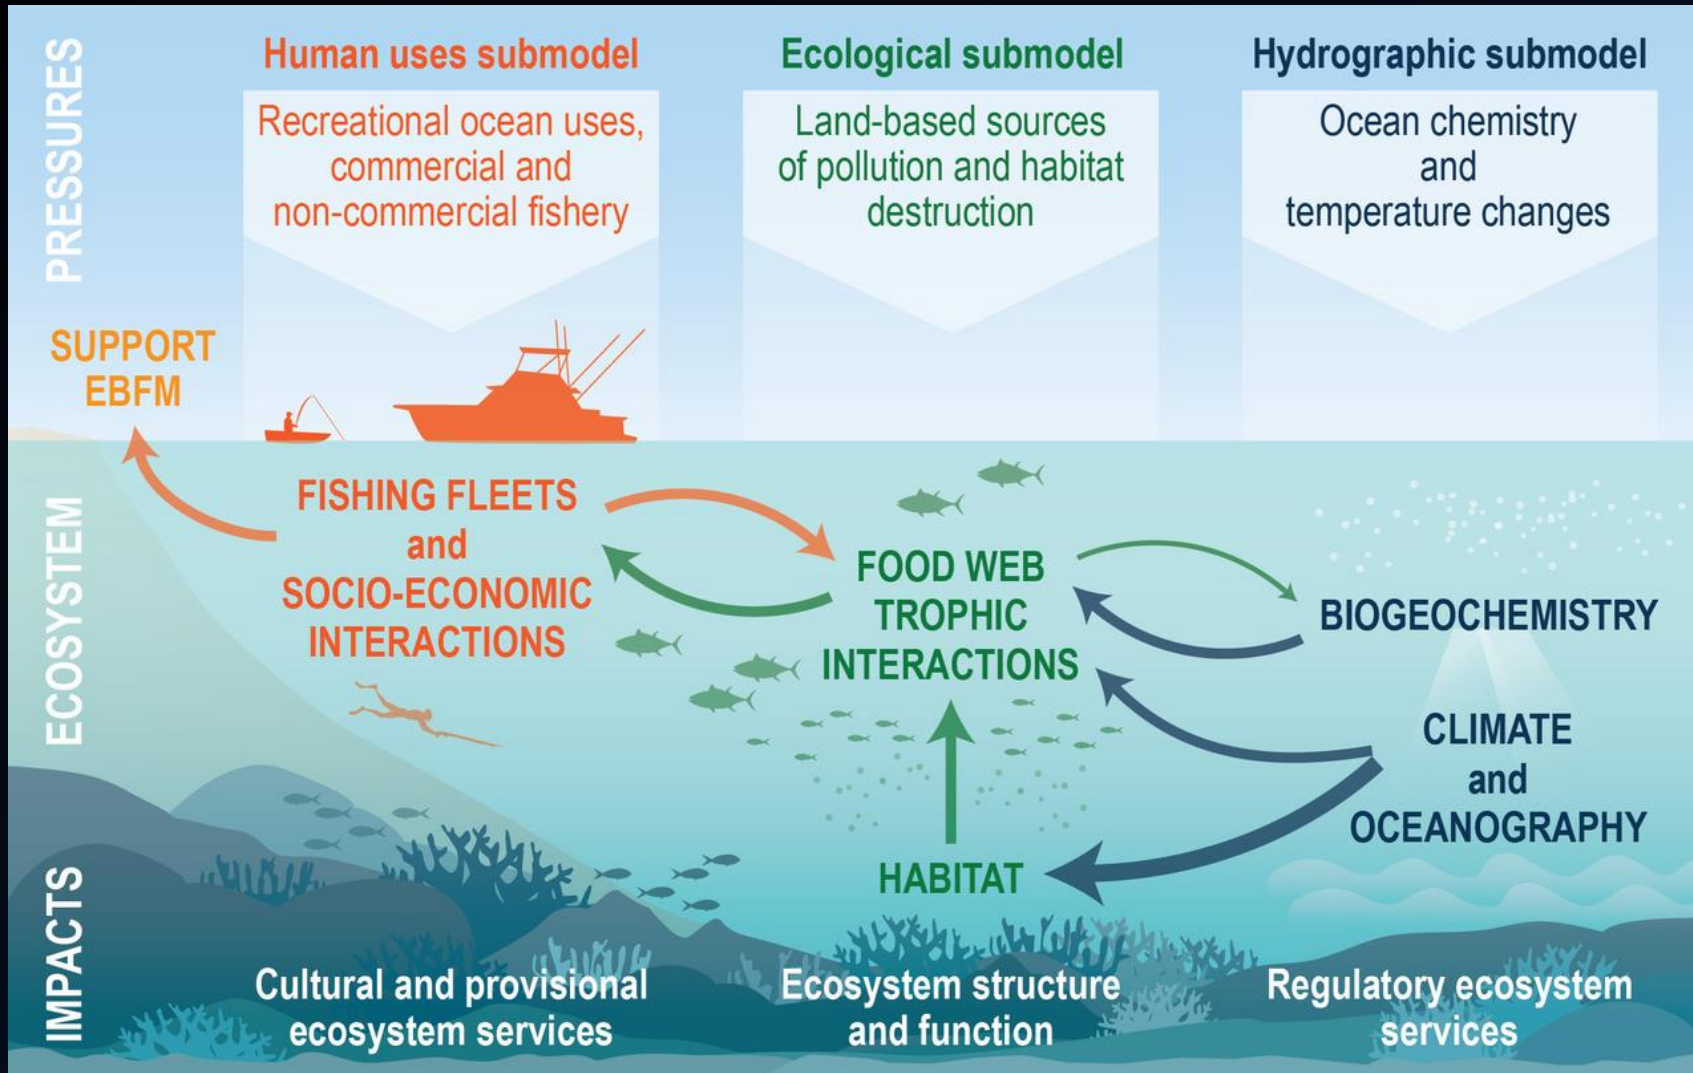 PRESSURES
Human uses submodel
Recreational ocean uses,
commercial and
non-commercial fishery
Ecological submodel
Land-based sources
of pollution and habitat
destruction
Hydrographic submodel
Ocean chemistry
and
temperature changes
SUPPORT
EBFM
ECOSYSTEM
FISHING FLEETS
and
SOCIO-ECONOMIC
INTERACTIONS
FOOD WEB
TROPHIC
INTERACTIONS
BIOGEOCHEMISTRY
CLIMATE
and
OCEANOGRAPHY
HABITAT
IMPACTS
Cultural and provisional
ecosystem services
Ecosystem structure
and function
Regulatory ecosystem
services